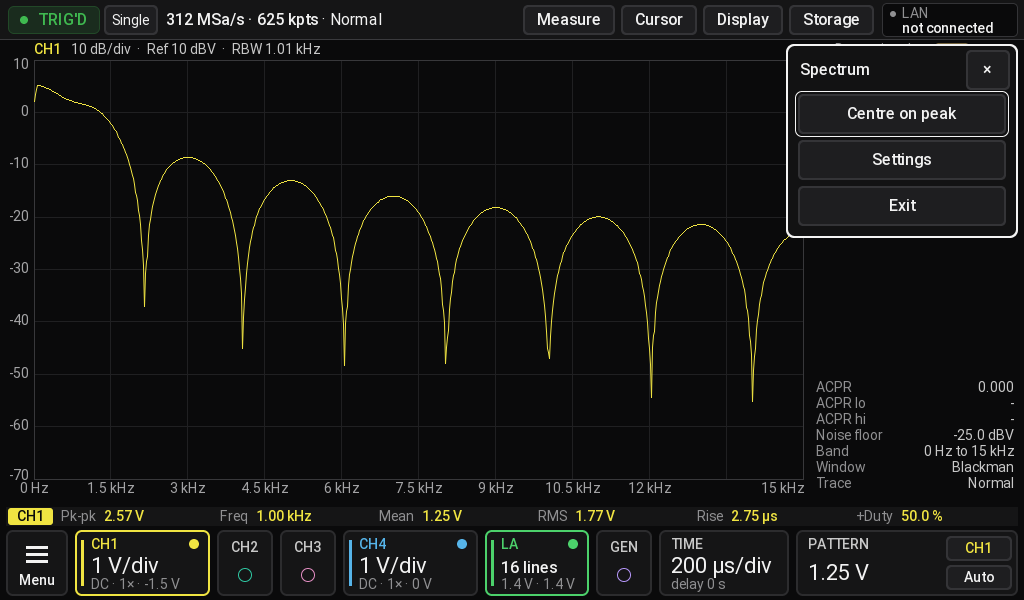 TRIG'D
Single
312 MSa/s · 625 kpts · Normal
Measure
Cursor
Display
Storage
LAN
not connected
CH1 10 dB/div · Ref 10 dBV · RBW 1.01 kHz
Spectrum
×
Centre on peak
Settings
Exit
10
0
-10
-20
-30
-40
-50
-60
-70
0 Hz
1.5 kHz
3 kHz
4.5 kHz
6 kHz
7.5 kHz
9 kHz
10.5 kHz
12 kHz
15 kHz
ACPR 0.000
ACPR lo -
ACPR hi -
Noise floor -25.0 dBV
Band 0 Hz to 15 kHz
Window Blackman
Trace Normal
CH1 Pk-pk 2.57 V Freq 1.00 kHz Mean 1.25 V RMS 1.77 V Rise 2.75 µs +Duty 50.0 %
Menu
CH1
1 V/div
DC · 1× · -1.5 V
CH2
CH3
CH4
1 V/div
DC · 1× · 0 V
LA
16 lines
1.4 V · 1.4 V
GEN
TIME
200 µs/div
delay 0 s
PATTERN
1.25 V
CH1
Auto